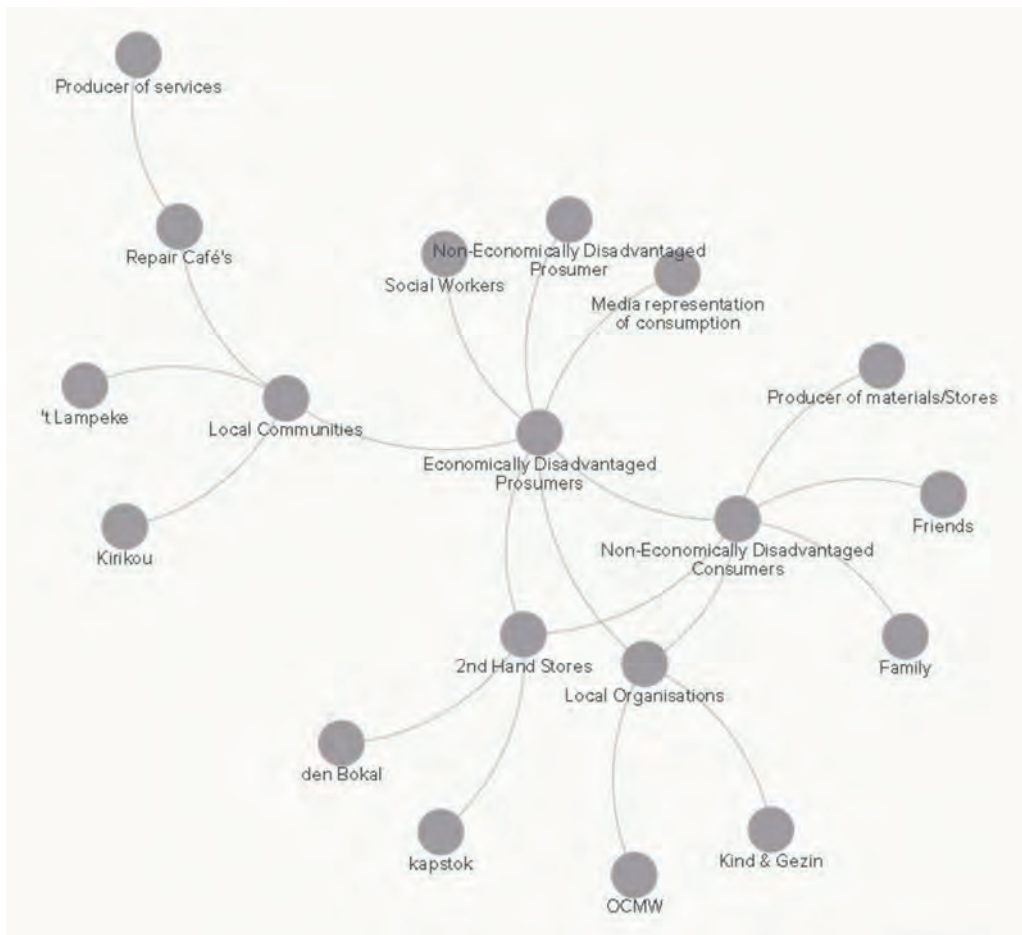 Producer of services
Repair Café's
Non-Economically Disadvantaged
Prosumer
Social Workers
Media representation
of consumption
Producer of materials/Stores
't Lampeke
Local Communities
Economically Disadvantaged
Prosumers
Friends
Non-Economically Disadvantaged
Consumers
Kirikou
2nd Hand Stores
Family
Local Organisations
den Bokal
kapstok
Kind & Gezin
OCMW